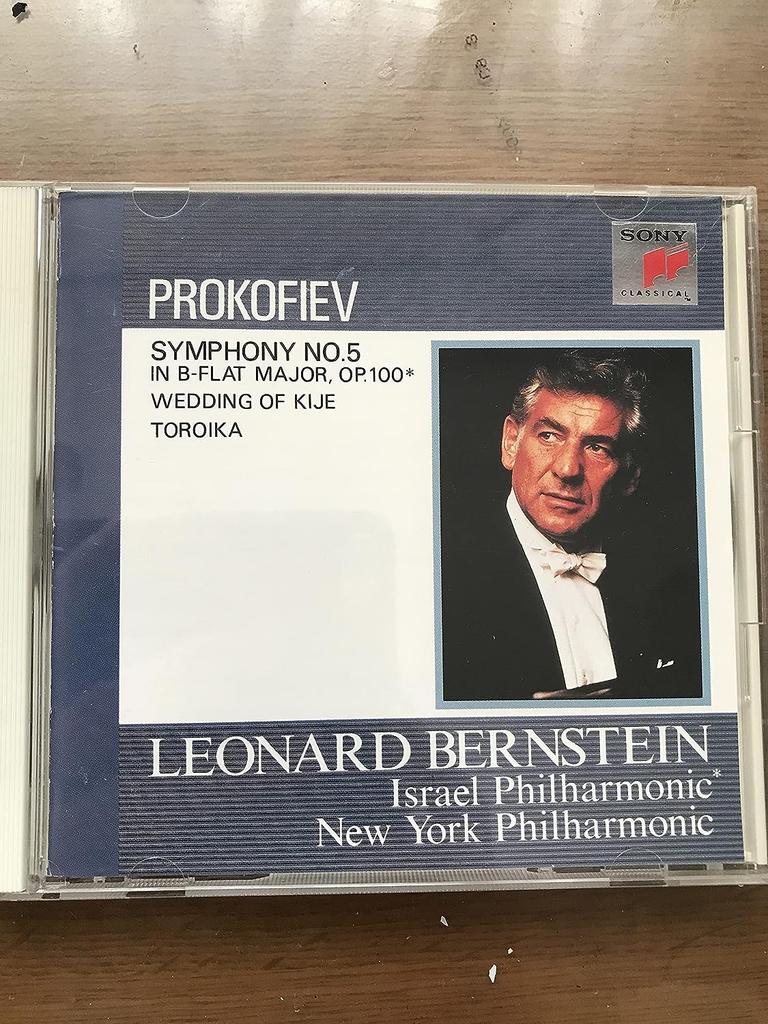 SONY
CLASSICAL
PROKOFIEV
SYMPHONY NO.5
IN B-FLAT MAJOR, OP.100*
WEDDING OF KIJE
TOROIKA
LEONARD BERNSTEIN
Israel Philharmonic*
New York Philharmonic